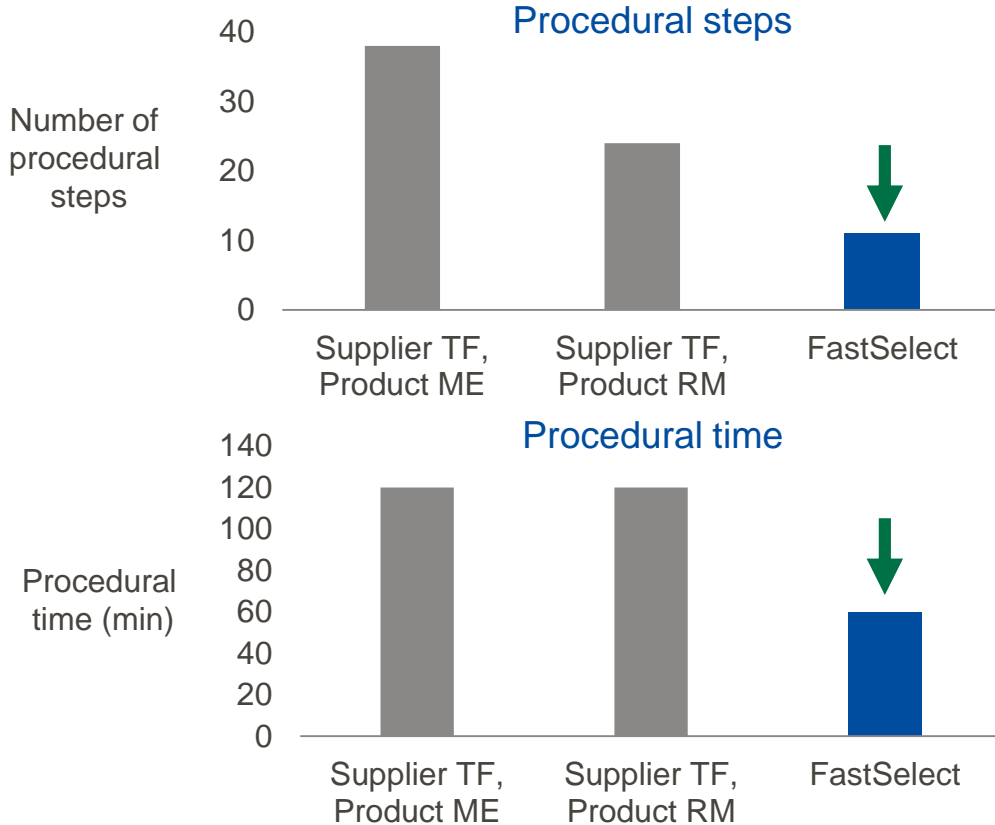 Procedural steps
Number of
procedural
steps
40
30
20
10
0
Supplier TF,
Product ME
Supplier TF,
Product RM
FastSelect
Procedural time
Procedural
time (min)
140
120
100
80
60
40
20
0
Supplier TF,
Product ME
Supplier TF,
Product RM
FastSelect